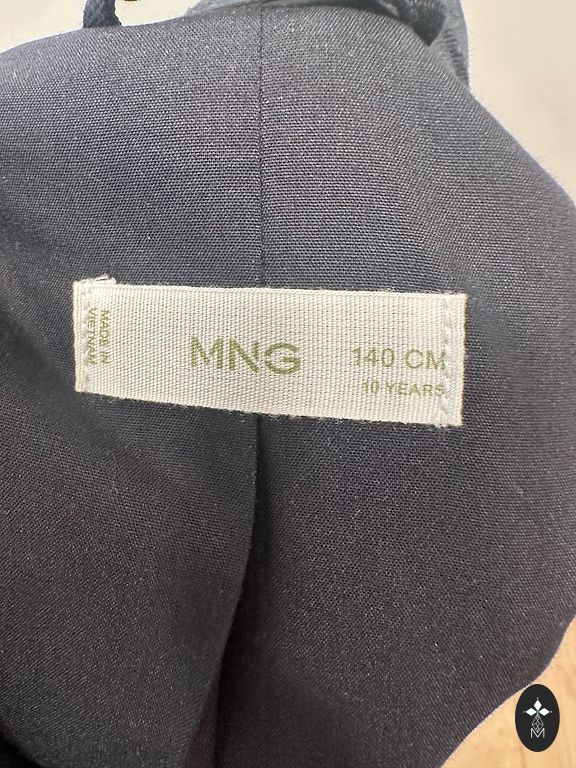 MADE IN
VIETNAM
MNG
140 CM
10 YEARS
M